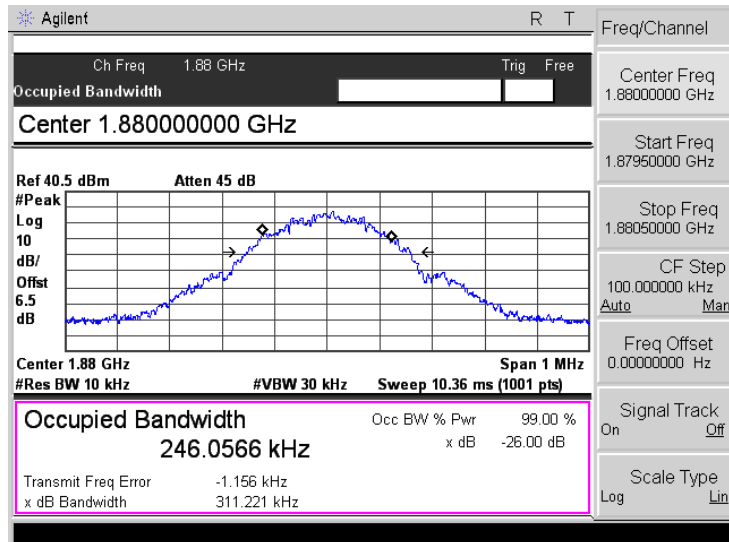 Agilent R T
Ch Freq 1.88 GHz Trig Free
Occupied Bandwidth
Center 1.880000000 GHz
Ref 40.5 dBm Atten 45 dB
#Peak
Log
10
dB/
Offst
6.5
dB
Center 1.88 GHz Span 1 MHz
#Res BW 10 kHz #VBW 30 kHz Sweep 10.36 ms (1001 pts)
Occupied Bandwidth Occ BW % Pwr 99.00 %
246.0566 kHz x dB -26.00 dB
Transmit Freq Error -1.156 kHz
x dB Bandwidth 311.221 kHz
Freq/Channel
Center Freq
1.88000000 GHz
Start Freq
1.87950000 GHz
Stop Freq
1.88050000 GHz
CF Step
100.000000 kHz
Auto Man
Freq Offset
0.00000000 Hz
Signal Track
On Off
Scale Type
Log Lin